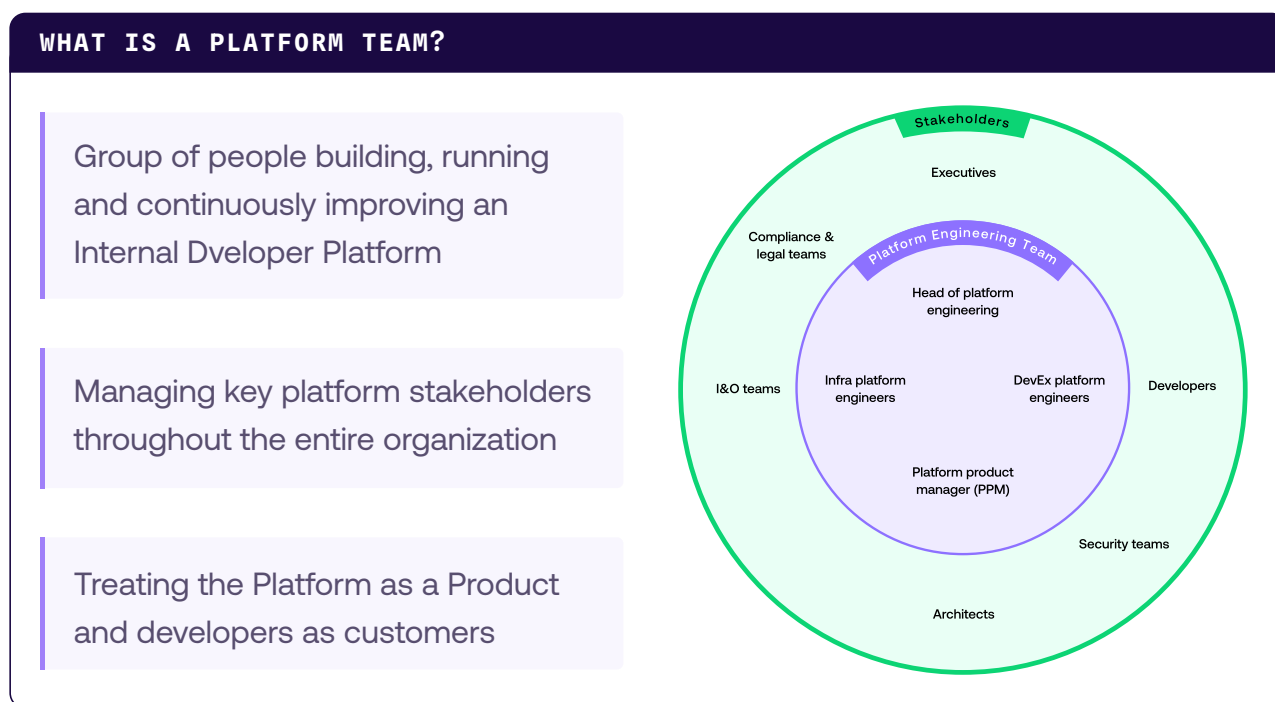 WHAT IS A PLATFORM TEAM?
Group of people building, running
and continuously improving an
Internal Dveloper Platform
Managing key platform stakeholders
throughout the entire organization
Treating the Platform as a Product
and developers as customers
Stakeholders
Executives
Compliance &
legal teams
Platform Engineering Team
Head of platform
engineering
I&O teams
Infra platform
engineers
DevEx platform
engineers
Developers
Platform product
manager (PPM)
Security teams
Architects